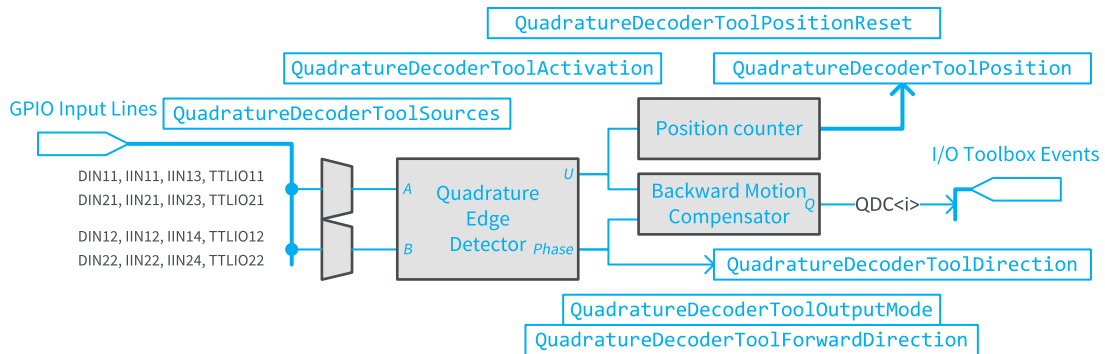 QuadratureDecoderToolPositionReset
QuadratureDecoderToolActivation
QuadratureDecoderToolPosition
GPIO Input Lines
QuadratureDecoderToolSources
Position counter
I/O Toolbox Events
DIN11, IIN11, IIN13, TTLIO11
DIN21, IIN21, IIN23, TTLIO21
A
Quadrature
Edge
Detector
U
Backward Motion
Compensator
Q
QDC<i>
DIN12, IIN12, IIN14, TTLIO12
DIN22, IIN22, IIN24, TTLIO22
B
Phase
QuadratureDecoderToolDirection
QuadratureDecoderToolOutputMode
QuadratureDecoderToolForwardDirection